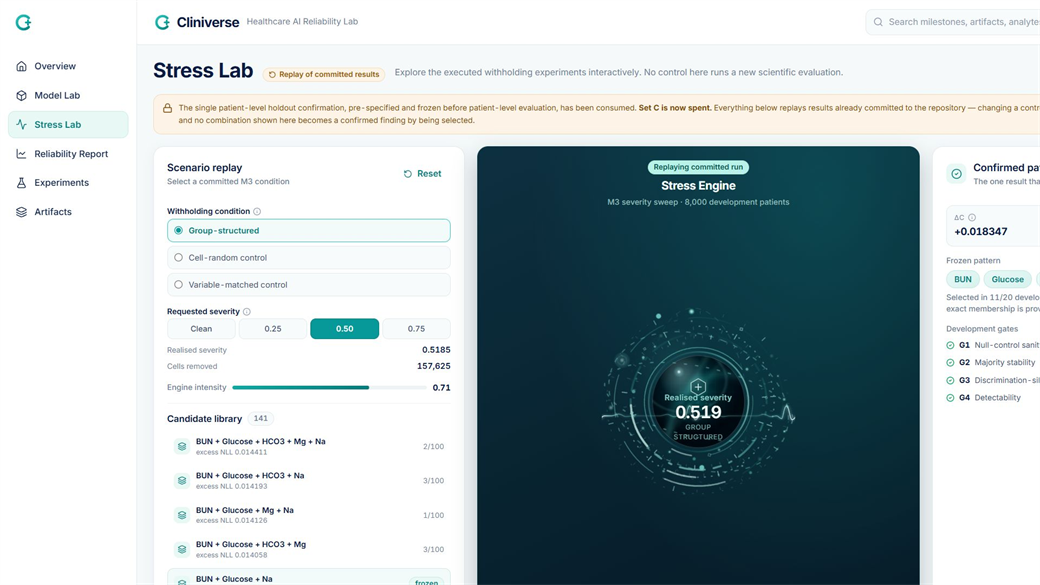 Cliniverse
Healthcare AI Reliability Lab
Search milestones, artifacts, analyte
Overview
Model Lab
Stress Lab
Reliability Report
Experiments
Artifacts
Stress Lab
Replay of committed results
Explore the executed withholding experiments interactively. No control here runs a new scientific evaluation.
The single patient-level holdout confirmation, pre-specified and frozen before patient-level evaluation, has been consumed. Set C is now spent. Everything below replays results already committed to the repository — changing a contr
and no combination shown here becomes a confirmed finding by being selected.
Scenario replay
Select a committed M3 condition
Reset
Withholding condition
Group-structured
Cell-random control
Variable-matched control
Requested severity
Clean
0.25
0.50
0.75
Realised severity
0.5185
Cells removed
157,625
Engine intensity
0.71
Candidate library
141
BUN + Glucose + HCO3 + Mg + Na
excess NLL 0.014411
2/100
BUN + Glucose + HCO3 + Na
excess NLL 0.014193
3/100
BUN + Glucose + Mg + Na
excess NLL 0.014126
1/100
BUN + Glucose + HCO3 + Mg
excess NLL 0.014058
3/100
BUN + Glucose + Na
frozen
Replaying committed run
Stress Engine
M3 severity sweep · 8,000 development patients
Realised severity
0.519
GROUP
STRUCTURED
Confirmed pa
The one result tha
ΔC
+0.018347
Frozen pattern
BUN
Glucose
Selected in 11/20 develo
exact membership is prov
Development gates
G1 Null-control sanit
G2 Majority stability
G3 Discrimination-sil
G4 Detectability